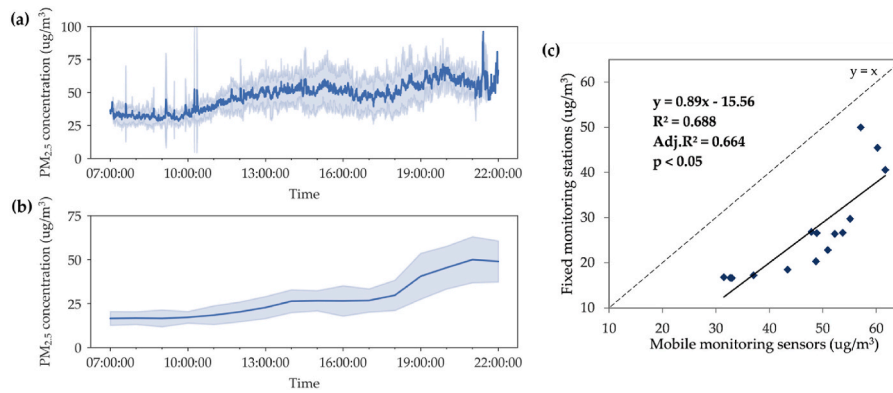 (a)
PM2.5 concentration (ug/m³)
100
75
50
25
0
07:00:00 10:00:00 13:00:00 16:00:00 19:00:00 22:00:00
Time
(b)
PM2.5 concentration (ug/m³)
75
50
25
0
07:00:00 10:00:00 13:00:00 16:00:00 19:00:00 22:00:00
Time
(c)
Fixed monitoring stations (ug/m³)
y = x
y = 0.89x - 15.56
R² = 0.688
Adj.R² = 0.664
p < 0.05
60
50
40
30
20
10
10 20 30 40 50 60
Mobile monitoring sensors (ug/m³)